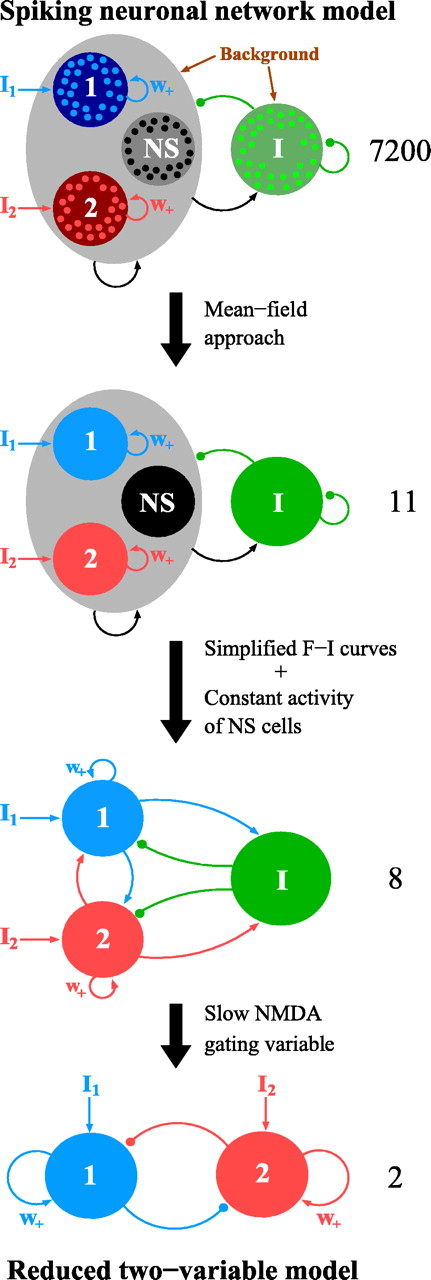 Spiking neuronal network model
Background
I₁
1
w₊
NS
I
7200
I₂
2
w₊
Mean−field
approach
I₁
1
w₊
NS
I
11
I₂
2
w₊
Simplified F−I curves
+
Constant activity
of NS cells
w₊
I₁
1
I
8
I₂
2
w₊
Slow NMDA
gating variable
I₁
I₂
1
2
2
w₊
w₊
Reduced two−variable model